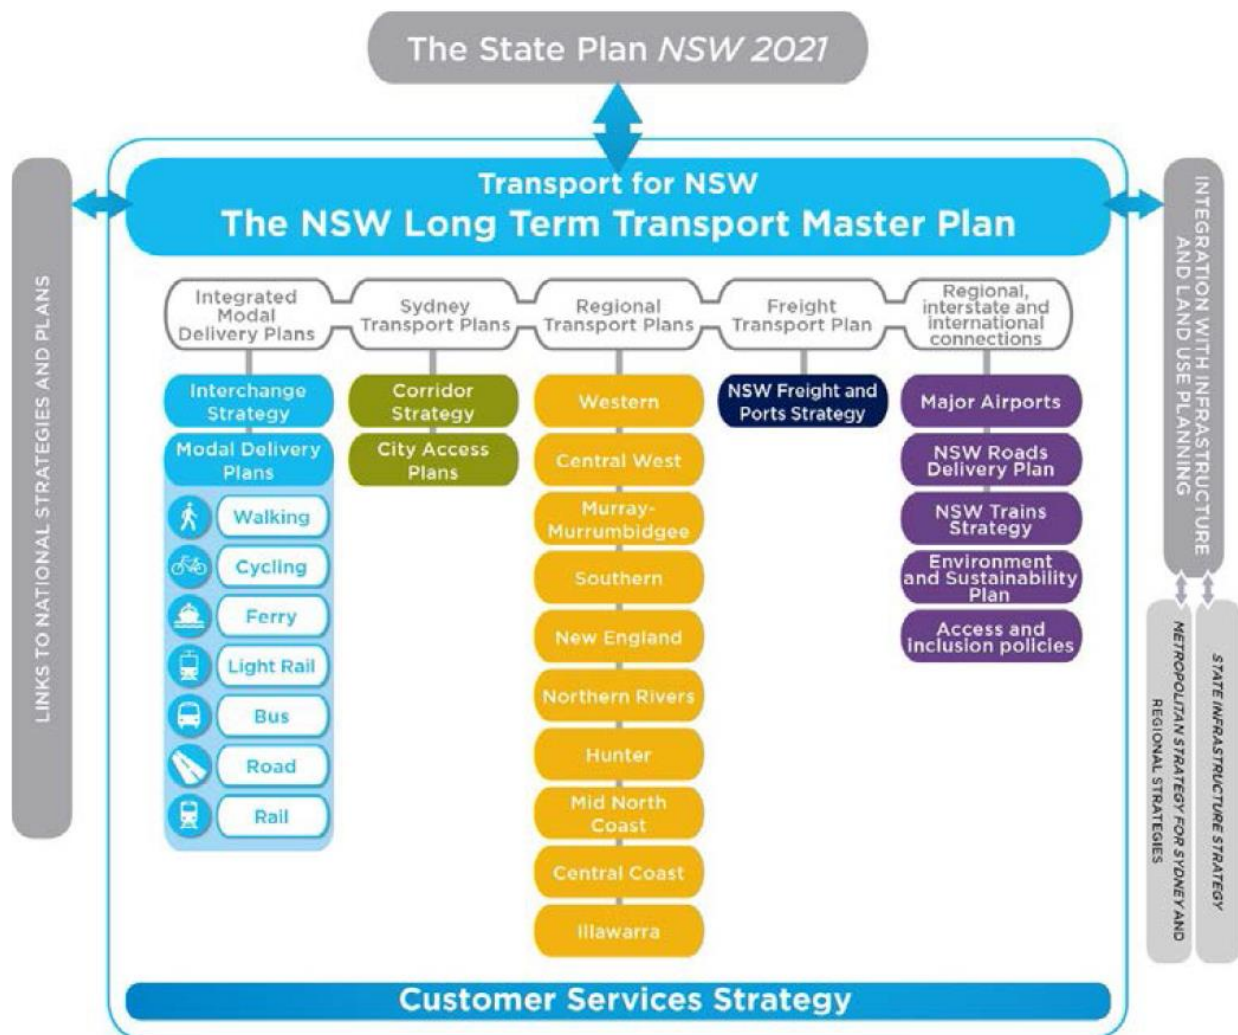 The State Plan NSW 2021
LINKS TO NATIONAL STRATEGIES AND PLANS
Transport for NSW
The NSW Long Term Transport Master Plan
Integrated
Modal
Delivery Plans
Sydney
Transport Plans
Regional
Transport Plans
Freight
Transport Plan
Regional,
interstate and
international
connections
Interchange
Strategy
Modal Delivery
Plans
Walking
Cycling
Ferry
Light Rail
Bus
Road
Rail
Corridor
Strategy
City Access
Plans
Western
Central West
Murray-
Murrumbidgee
Southern
New England
Northern Rivers
Hunter
Mid North
Coast
Central Coast
Illawarra
NSW Freight and
Ports Strategy
Major Airports
NSW Roads
Delivery Plan
NSW Trains
Strategy
Environment
and Sustainability
Plan
Access and
inclusion policies
INTEGRATION WITH INFRASTRUCTURE
AND LAND USE PLANNING
STATE INFRASTRUCTURE STRATEGY
METROPOLITAN STRATEGY FOR SYDNEY AND
REGIONAL STRATEGIES
Customer Services Strategy